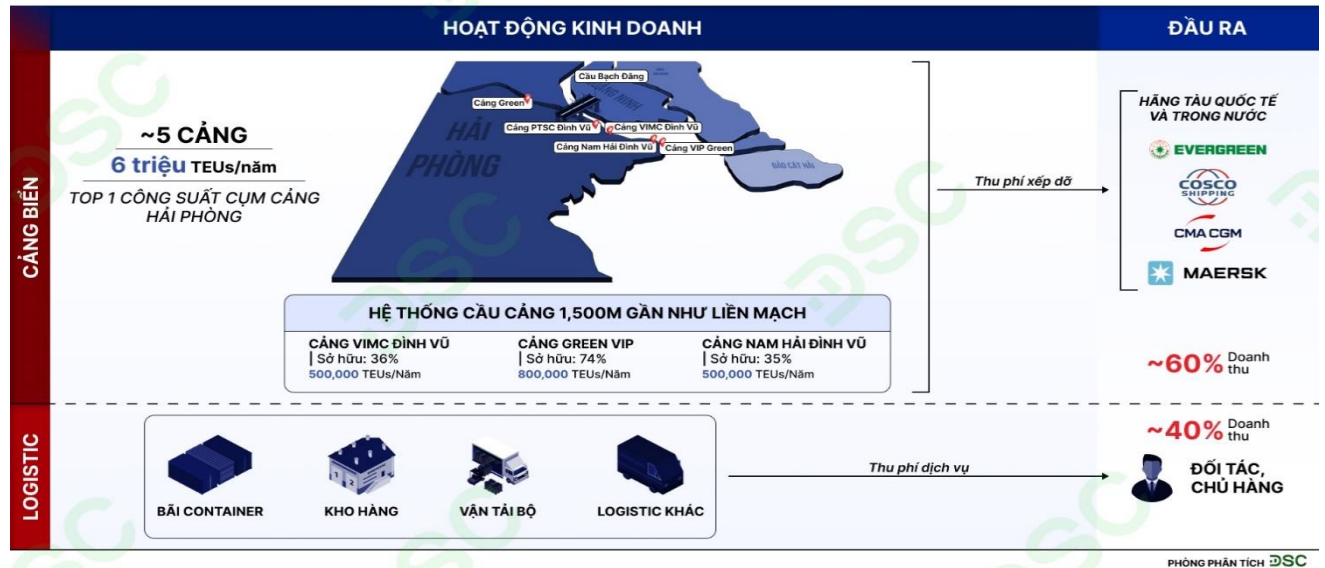 HOẠT ĐỘNG KINH DOANH
ĐẦU RA
CẢNG BIỂN
~5 CẢNG
6 triệu TEUs/năm
TOP 1 CÔNG SUẤT CỤM CẢNG
HẢI PHÒNG
Cầu Bạch Đằng
QUẢNG NINH
Cảng Green
HẢI
PHÒNG
Cảng PTSC Đình Vũ
Cảng VIMC Đình Vũ
Cảng Nam Hải Đình Vũ
Cảng VIP Green
ĐẢO CÁT HẢI
Thu phí xếp dỡ
HÃNG TÀU QUỐC TẾ
VÀ TRONG NƯỚC
EVERGREEN
COSCO
SHIPPING
CMA CGM
MAERSK
HỆ THỐNG CẦU CẢNG 1,500M GẦN NHƯ LIỀN MẠCH
CẢNG VIMC ĐÌNH VŨ
| Sở hữu: 36%
500,000 TEUs/Năm
CẢNG GREEN VIP
| Sở hữu: 74%
800,000 TEUs/Năm
CẢNG NAM HẢI ĐÌNH VŨ
| Sở hữu: 35%
500,000 TEUs/Năm
~60% Doanh
thu
LOGISTIC
BÃI CONTAINER
KHO HÀNG
VẬN TẢI BỘ
LOGISTIC KHÁC
Thu phí dịch vụ
~40% Doanh
thu
ĐỐI TÁC,
CHỦ HÀNG
PHÒNG PHÂN TÍCH DSC